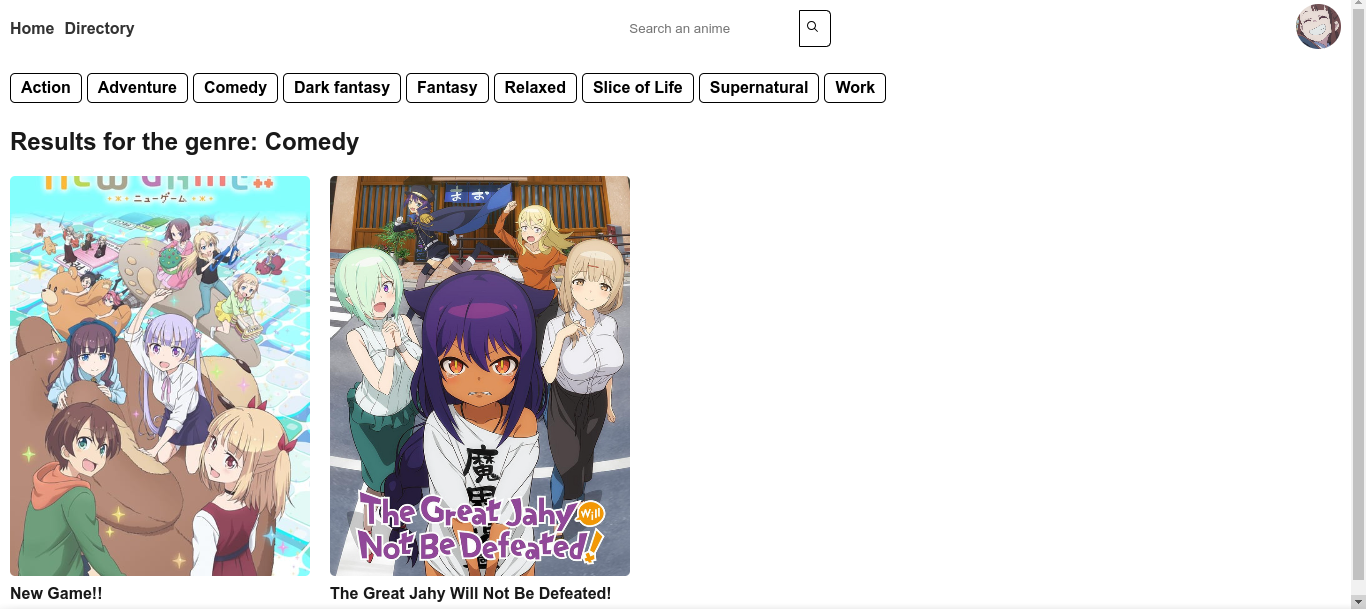 Home Directory
Search an anime
Action Adventure Comedy Dark fantasy Fantasy Relaxed Slice of Life Supernatural Work
Results for the genre: Comedy
NEW GAME!!
ニューゲーム
まお
魔界
The Great Jahy Will
Not Be Defeated!
New Game!!
The Great Jahy Will Not Be Defeated!